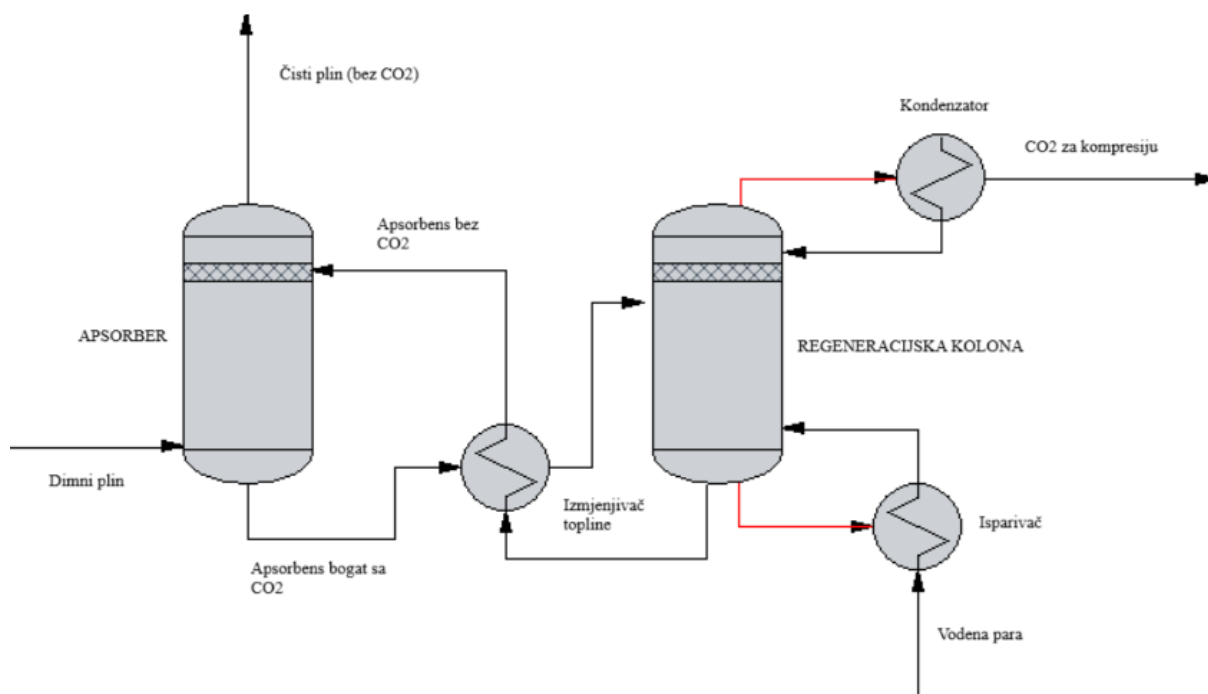 Čisti plin (bez CO2)
Kondenzator
CO2 za kompresiju
Apsorbens bez
CO2
APSORBER
REGENERACIJSKA KOLONA
Dimni plin
Izmjenjivač
topline
Isparivač
Apsorbens bogat sa
CO2
Vodena para